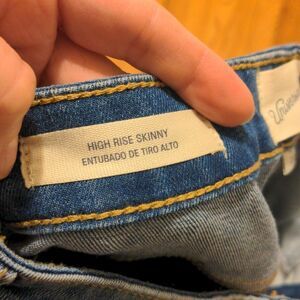 HIGH RISE SKINNY
ENTUBADO DE TIRO ALTO